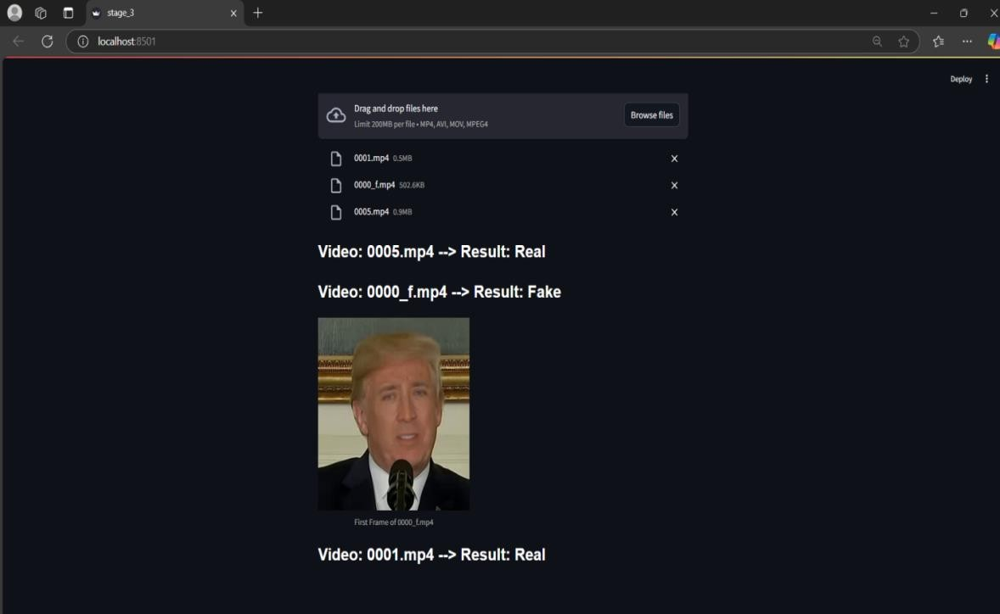 stage_3
localhost:8501
Deploy
Drag and drop files here
Limit 200MB per file • MP4, AVI, MOV, MPEG4
Browse files
0001.mp4 0.5MB
0000_f.mp4 502.6KB
0005.mp4 0.9MB
Video: 0005.mp4 --> Result: Real
Video: 0000_f.mp4 --> Result: Fake
First Frame of 0000_f.mp4
Video: 0001.mp4 --> Result: Real